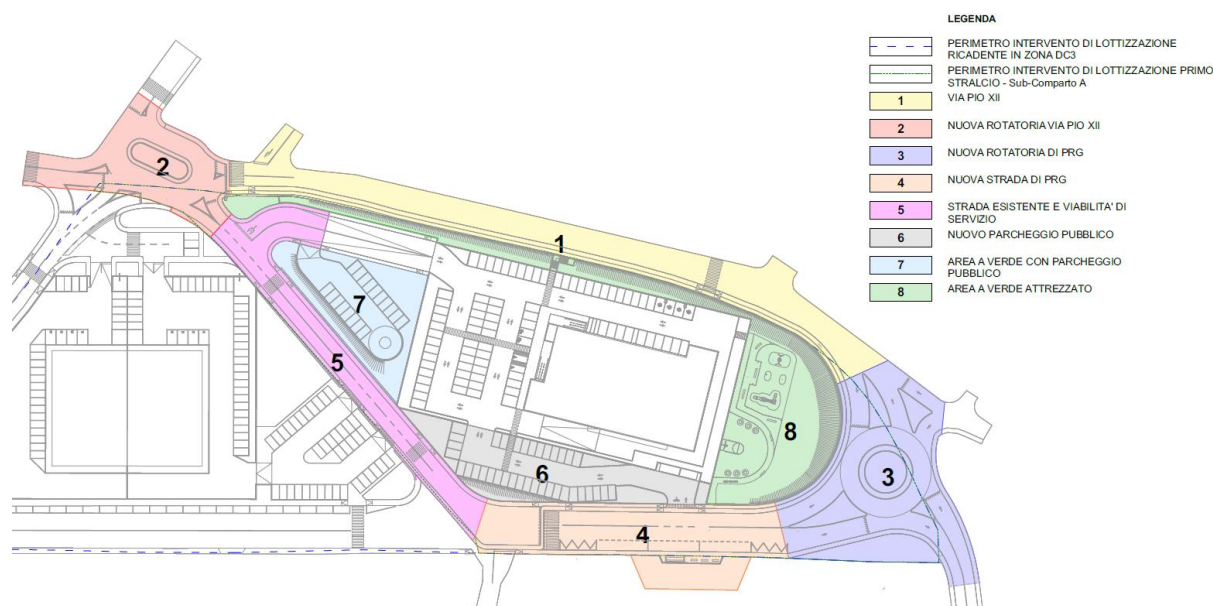 LEGENDA
PERIMETRO INTERVENTO DI LOTTIZZAZIONE
RICADENTE IN ZONA DC3
PERIMETRO INTERVENTO DI LOTTIZZAZIONE PRIMO
STRALCIO - Sub-Comparto A
1 VIA PIO XII
2 NUOVA ROTATORIA VIA PIO XII
3 NUOVA ROTATORIA DI PRG
4 NUOVA STRADA DI PRG
5 STRADA ESISTENTE E VIABILITA' DI
SERVIZIO
6 NUOVO PARCHEGGIO PUBBLICO
7 AREA A VERDE CON PARCHEGGIO
PUBBLICO
8 AREA A VERDE ATTREZZATO
2
1
7
5
8
6
3
4